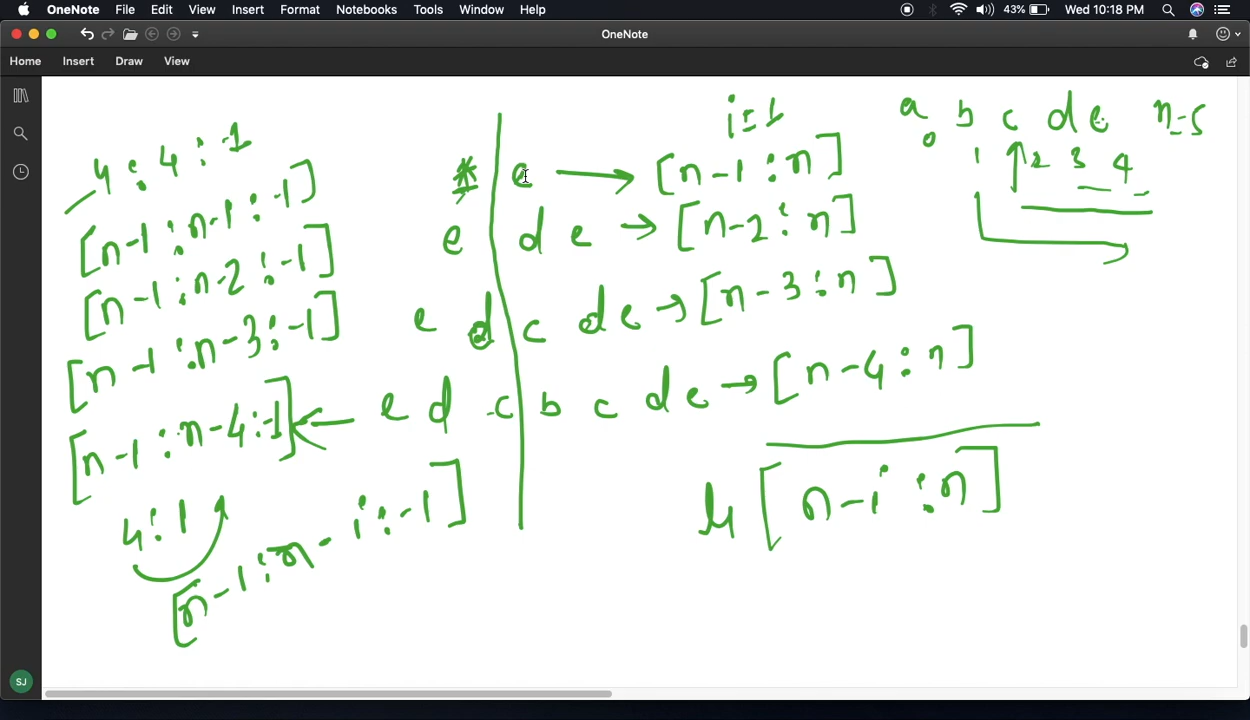 OneNote File Edit View Insert Format Notebooks Tools Window Help 43% Wed 10:18 PM
OneNote
Home Insert Draw View
i=1
a b c d e n=5
0 1 2 3 4
4:4:-1
* e → [n-1:n]
[n-1:n-1:-1]
e d e → [n-2:n]
[n-1:n-2:-1]
e d c d e → [n-3:n]
[n-1:n-3:-1]
[n-1:n-4:-1] ← e d c b c d e → [n-4:n]
4:1
[n-i:n]
[n-1:n-i:-1]
SJ